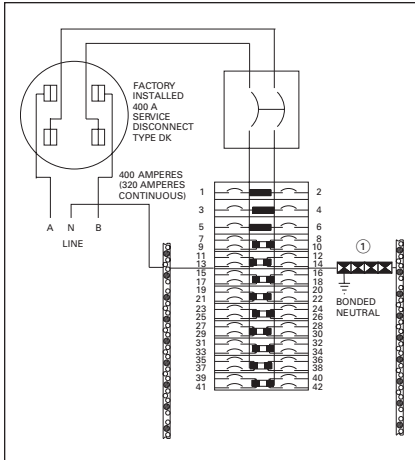 FACTORY
INSTALLED
400 A
SERVICE
DISCONNECT
TYPE DK
400 AMPERES
(320 AMPERES
CONTINUOUS)
A N B
LINE
1 2
3 4
5 6
7 8
9 10
11 12
13 14
15 16
17 18
19 20
21 22
23 24
25 26
27 28
29 30
31 32
33 34
35 36
37 38
39 40
41 42
1
BONDED
NEUTRAL